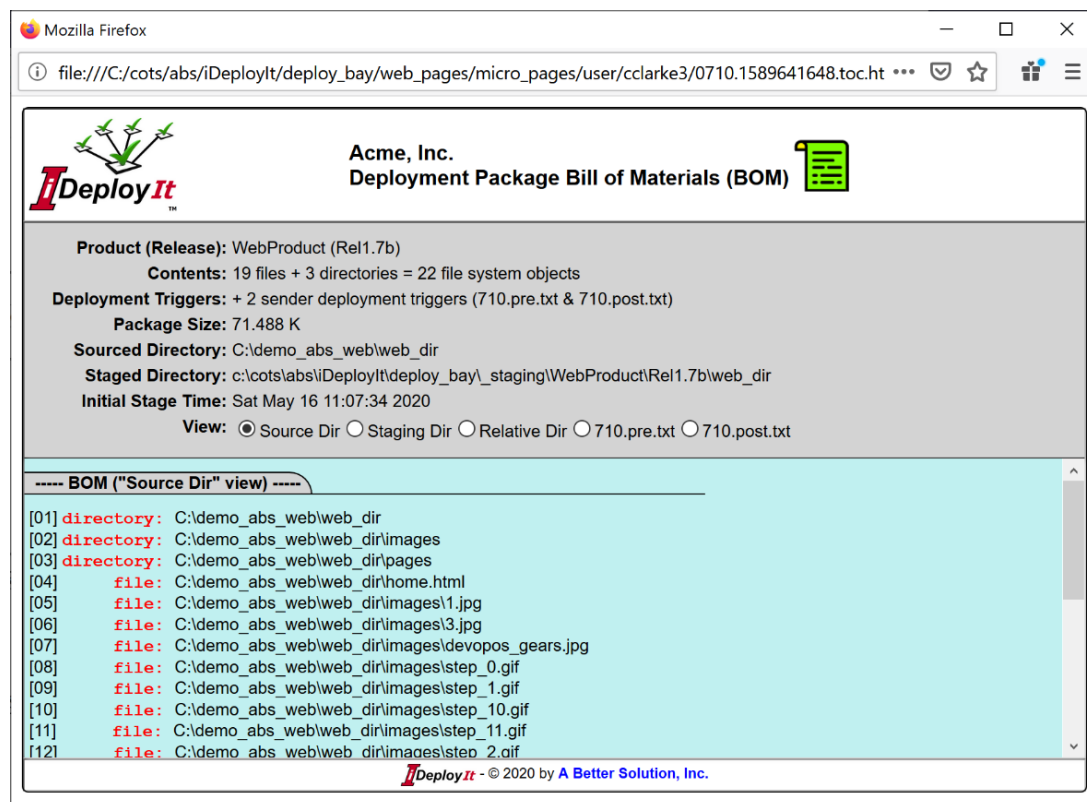 Mozilla Firefox
file:///C:/cots/abs/iDeployIt/deploy_bay/web_pages/micro_pages/user/cclarke3/0710.1589641648.toc.ht
iDeployIt™
Acme, Inc.
Deployment Package Bill of Materials (BOM)
Product (Release): WebProduct (Rel1.7b)
Contents: 19 files + 3 directories = 22 file system objects
Deployment Triggers: + 2 sender deployment triggers (710.pre.txt & 710.post.txt)
Package Size: 71.488 K
Sourced Directory: C:\demo_abs_web\web_dir
Staged Directory: c:\cots\abs\iDeployIt\deploy_bay\_staging\WebProduct\Rel1.7b\web_dir
Initial Stage Time: Sat May 16 11:07:34 2020
View: Source Dir Staging Dir Relative Dir 710.pre.txt 710.post.txt
----- BOM ("Source Dir" view) -----
[01] directory: C:\demo_abs_web\web_dir
[02] directory: C:\demo_abs_web\web_dir\images
[03] directory: C:\demo_abs_web\web_dir\pages
[04] file: C:\demo_abs_web\web_dir\home.html
[05] file: C:\demo_abs_web\web_dir\images\1.jpg
[06] file: C:\demo_abs_web\web_dir\images\3.jpg
[07] file: C:\demo_abs_web\web_dir\images\devopos_gears.jpg
[08] file: C:\demo_abs_web\web_dir\images\step_0.gif
[09] file: C:\demo_abs_web\web_dir\images\step_1.gif
[10] file: C:\demo_abs_web\web_dir\images\step_10.gif
[11] file: C:\demo_abs_web\web_dir\images\step_11.gif
[12] file: C:\demo_abs_web\web_dir\images\step_2.gif
iDeployIt - © 2020 by A Better Solution, Inc.